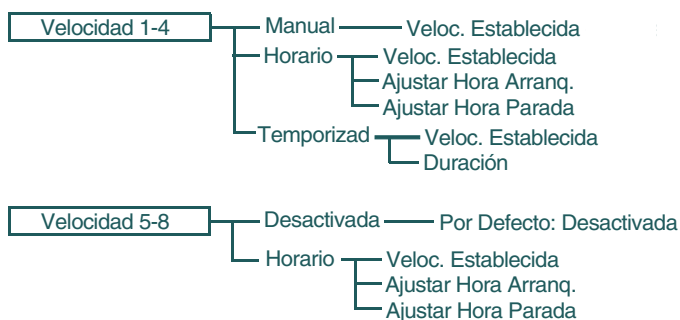 Velocidad 1-4 Manual Veloc. Establecida
Horario Veloc. Establecida
Ajustar Hora Arranq.
Ajustar Hora Parada
Temporizad Veloc. Establecida
Duración
Velocidad 5-8 Desactivada Por Defecto: Desactivada
Horario Veloc. Establecida
Ajustar Hora Arranq.
Ajustar Hora Parada